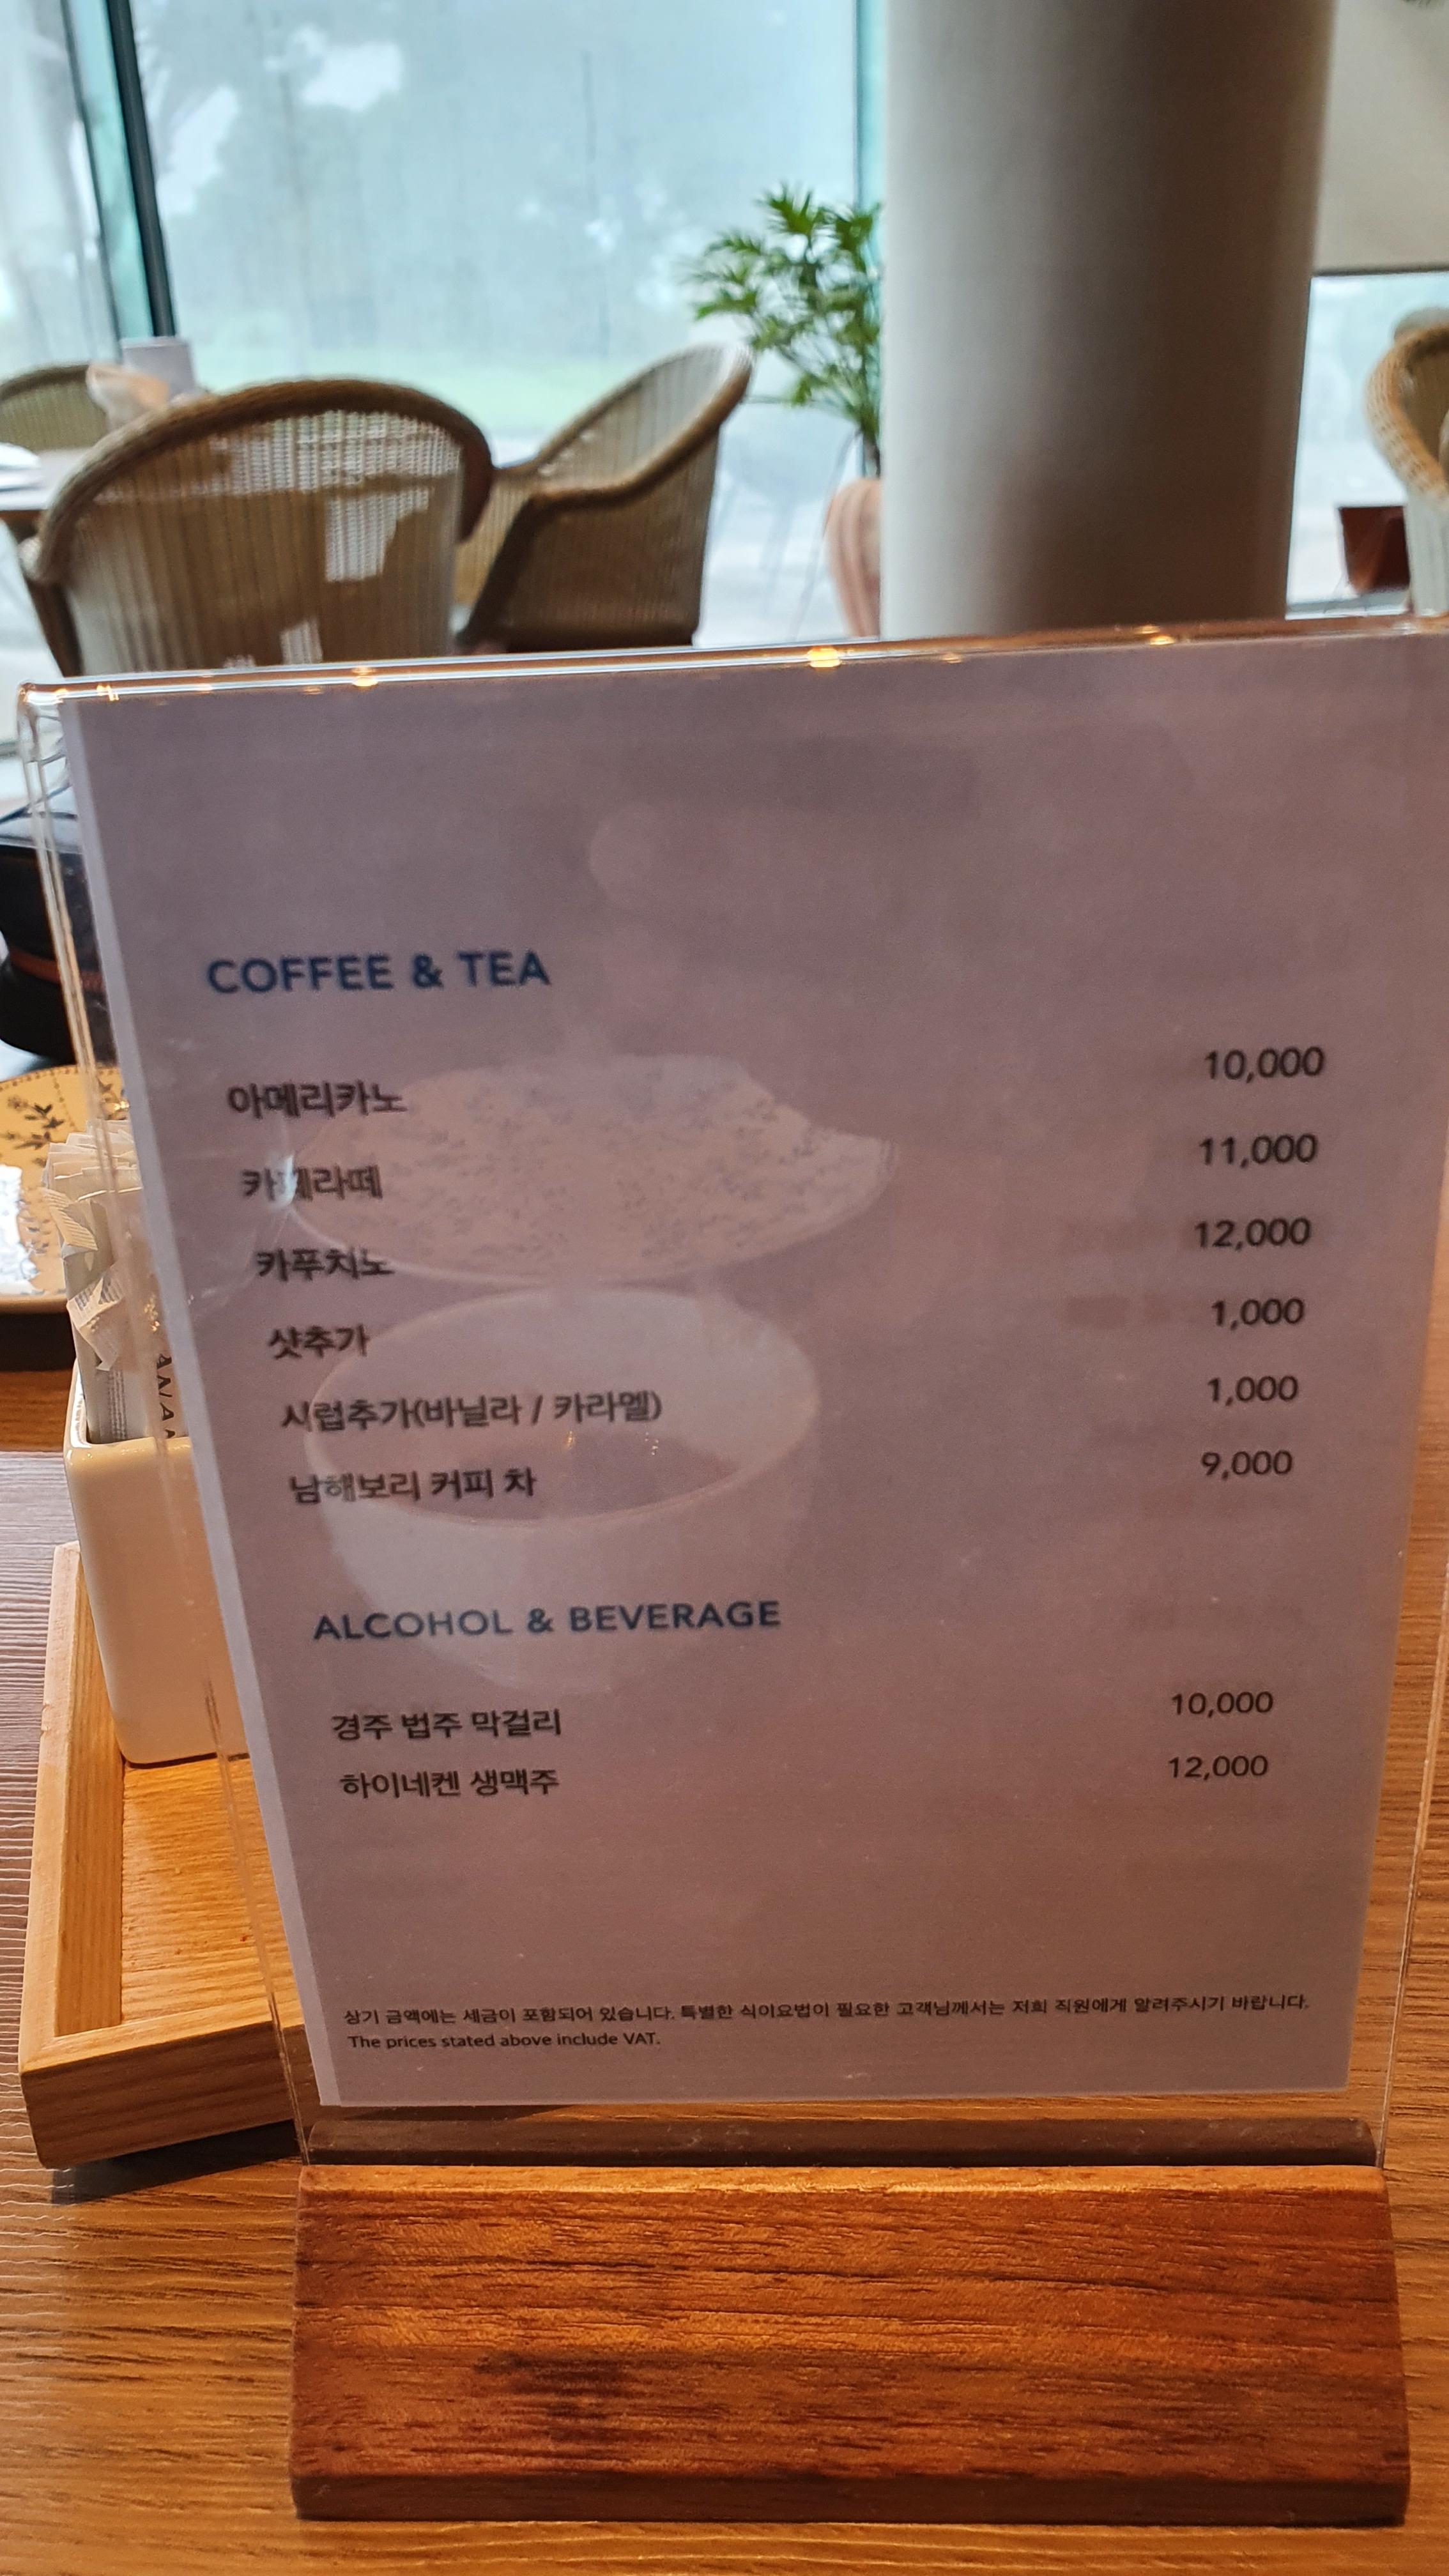 COFFEE & TEA
아메리카노 10,000
카페라떼 11,000
카푸치노 12,000
샷추가 1,000
시럽추가(바닐라 / 카라멜) 1,000
남해보리 커피 차 9,000
ALCOHOL & BEVERAGE
경주 법주 막걸리 10,000
하이네켄 생맥주 12,000
상기 금액에는 세금이 포함되어 있습니다. 특별한 식이요법이 필요한 고객님께서는 저희 직원에게 알려주시기 바랍니다.
The prices stated above include VAT.